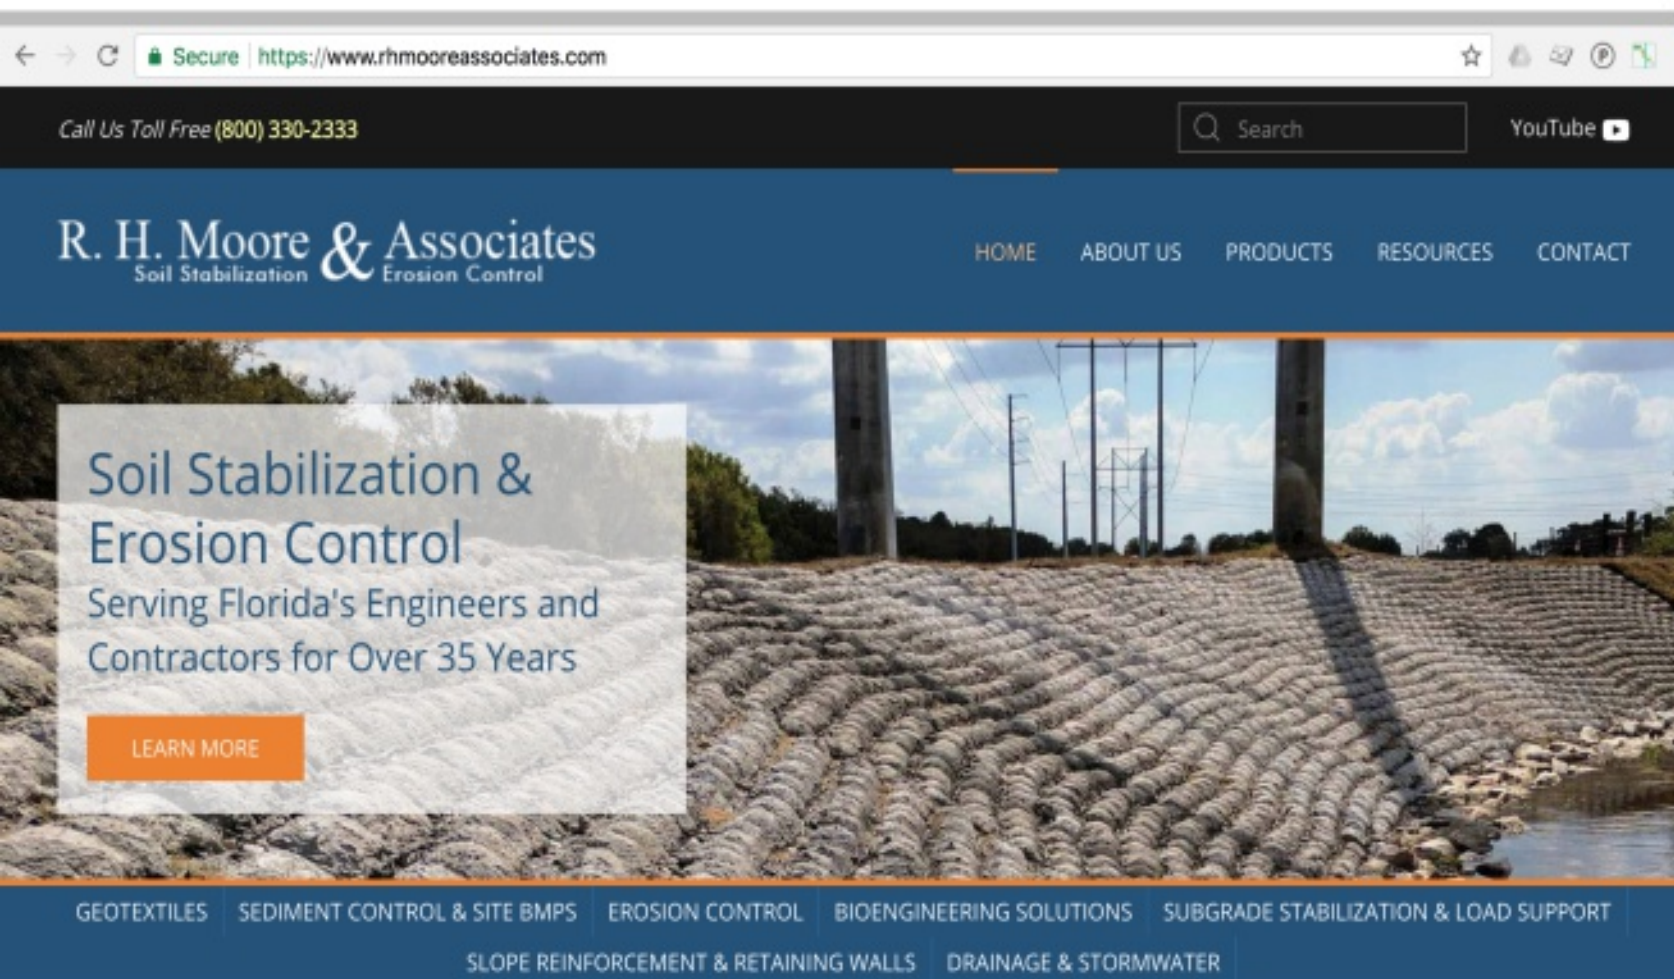 Secure https://www.rhmooreassociates.com
Call Us Toll Free (800) 330-2333
Search
YouTube
R. H. Moore & Associates
Soil Stabilization Erosion Control
HOME ABOUT US PRODUCTS RESOURCES CONTACT
Soil Stabilization &
Erosion Control
Serving Florida's Engineers and
Contractors for Over 35 Years
LEARN MORE
GEOTEXTILES SEDIMENT CONTROL & SITE BMPS EROSION CONTROL BIOENGINEERING SOLUTIONS SUBGRADE STABILIZATION & LOAD SUPPORT
SLOPE REINFORCEMENT & RETAINING WALLS DRAINAGE & STORMWATER